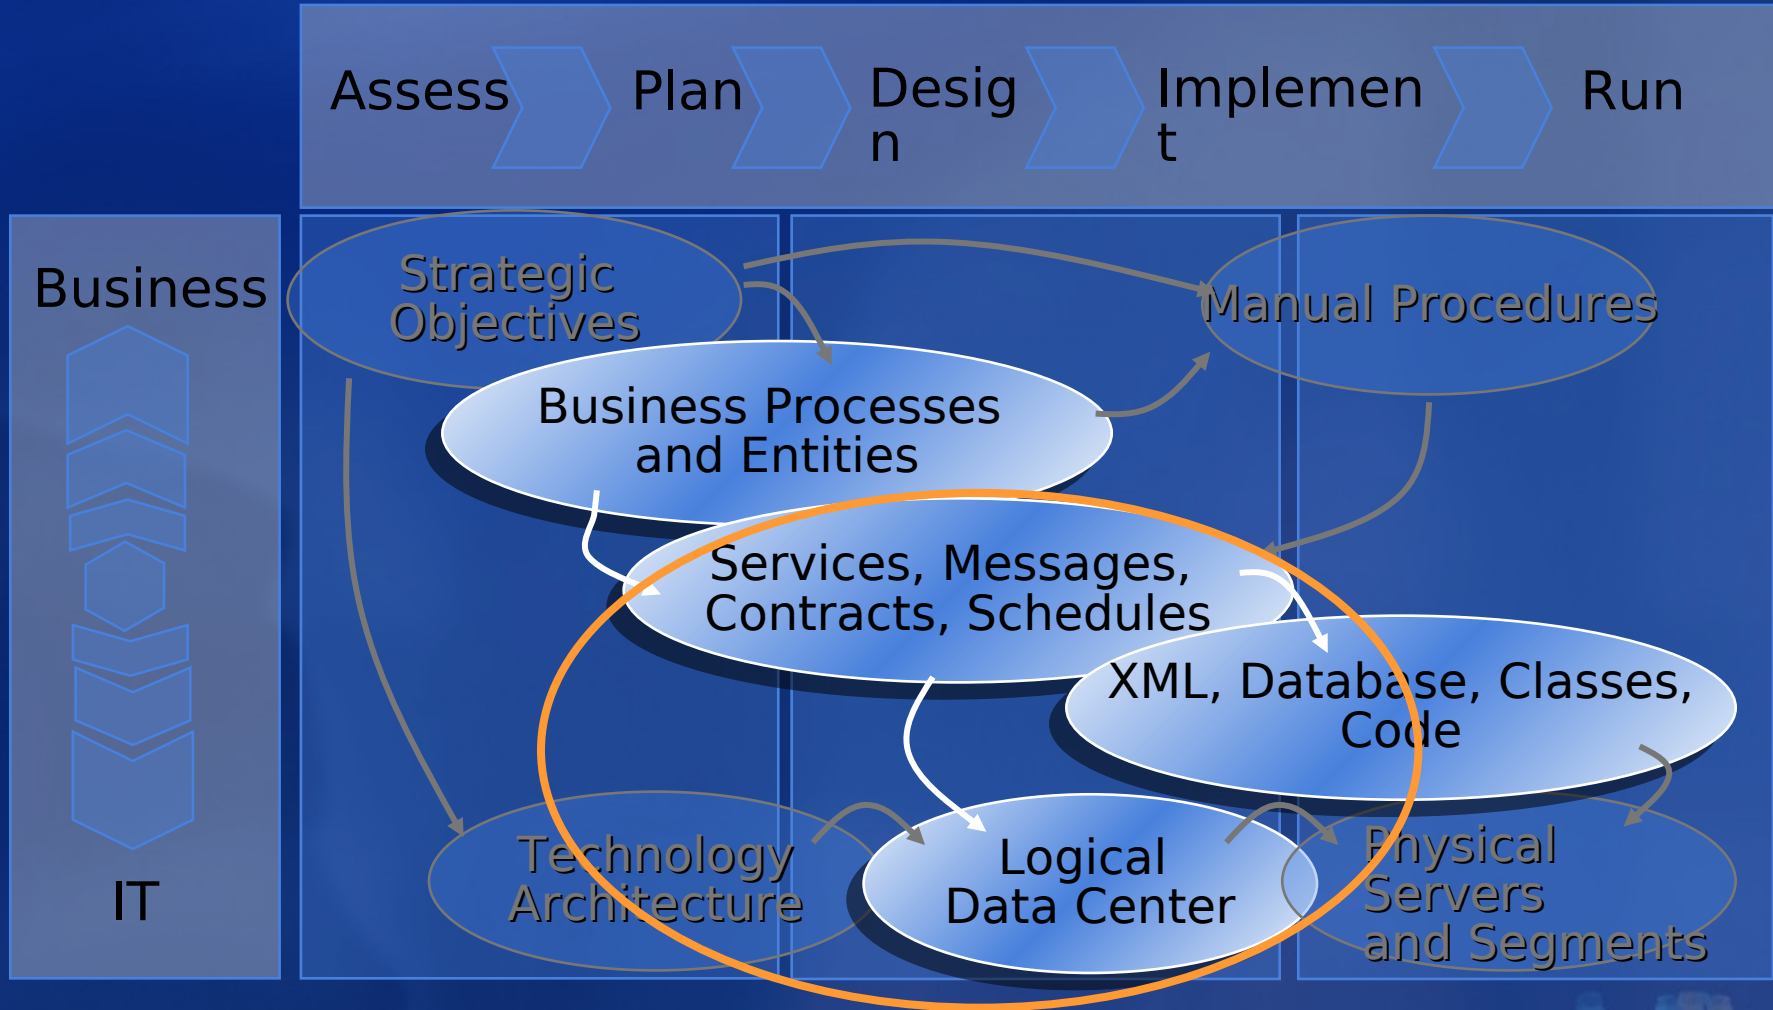 Assess
Plan
Desig
n
Implemen
t
Run
Business
Strategic
Objectives
Manual Procedures
Business Processes
and Entities
Services, Messages,
Contracts, Schedules
XML, Database, Classes,
Code
Technology
Architecture
Logical
Data Center
Physical
Servers
and Segments
IT